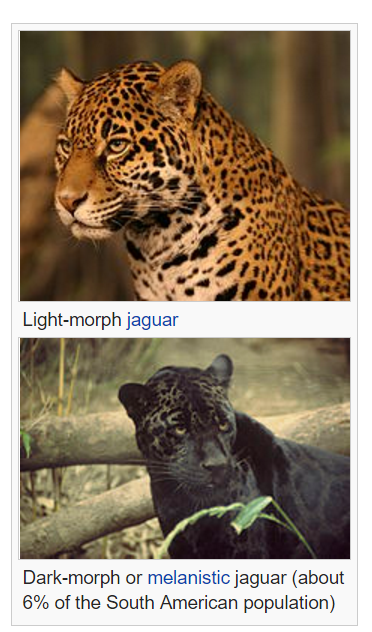 Light-morph jaguar
Dark-morph or melanistic jaguar (about
6% of the South American population)